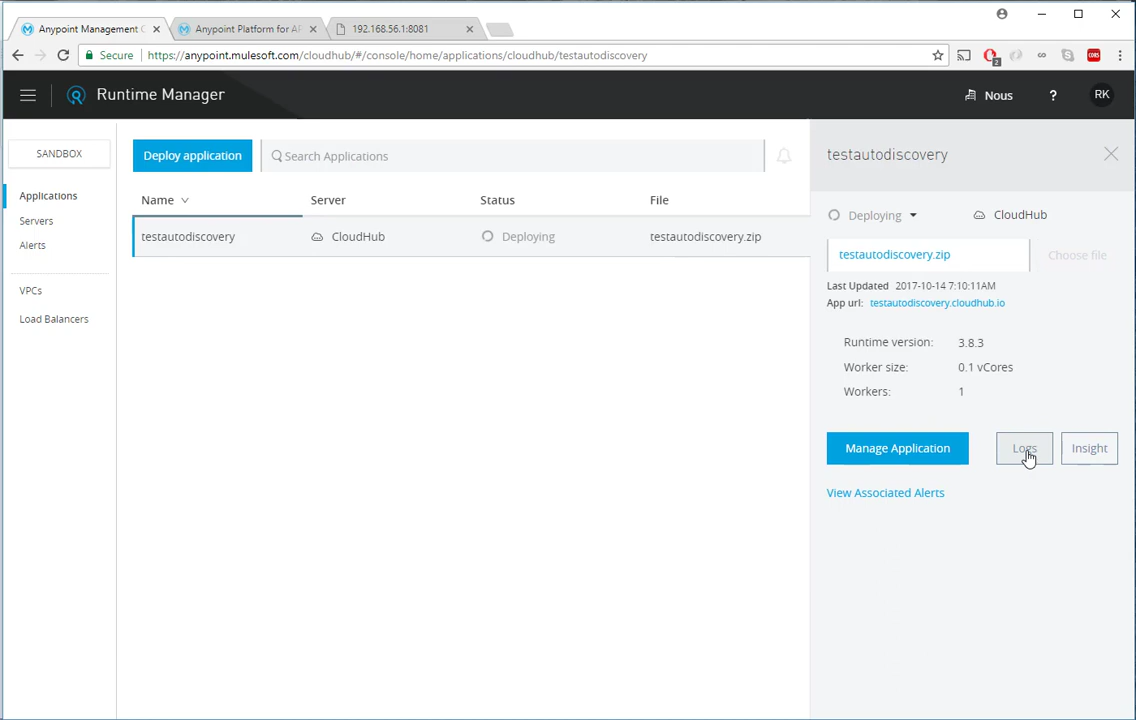 Anypoint Management C
Anypoint Platform for AP
192.168.56.1:8081
Secure
https://anypoint.mulesoft.com/cloudhub/#/console/home/applications/cloudhub/testautodiscovery
2
CORS
Runtime Manager
Nous
?
RK
SANDBOX
Applications
Servers
Alerts
VPCs
Load Balancers
Deploy application
Search Applications
Name
Server
Status
File
testautodiscovery
CloudHub
Deploying
testautodiscovery.zip
testautodiscovery
Deploying
CloudHub
testautodiscovery.zip
Choose file
Last Updated 2017-10-14 7:10:11AM
App url: testautodiscovery.cloudhub.io
Runtime version: 3.8.3
Worker size: 0.1 vCores
Workers: 1
Manage Application
Logs
Insight
View Associated Alerts